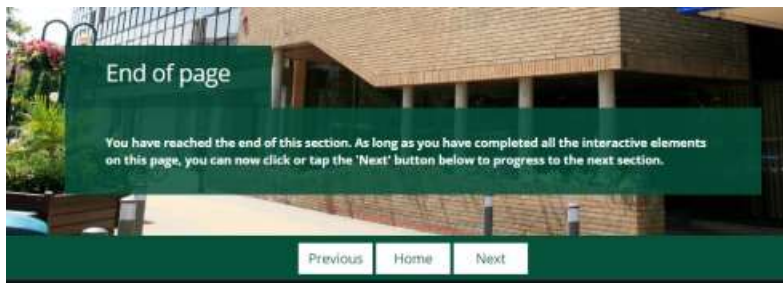 End of page
You have reached the end of this section. As long as you have completed all the interactive elements
on this page, you can now click or tap the 'Next' button below to progress to the next section.
Previous Home Next